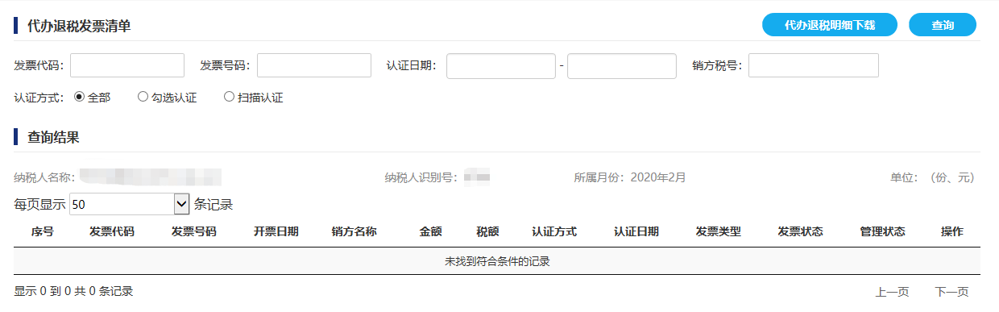 代办退税发票清单 代办退税明细下载 查询
发票代码： 发票号码： 认证日期： - 销方税号：
认证方式： 全部 勾选认证 扫描认证
查询结果
纳税人名称： 纳税人识别号： 所属月份：2020年2月 单位：（份、元）
每页显示 50 条记录
序号 发票代码 发票号码 开票日期 销方名称 金额 税额 认证方式 认证日期 发票类型 发票状态 管理状态 操作
未找到符合条件的记录
显示 0 到 0 共 0 条记录 上一页 下一页